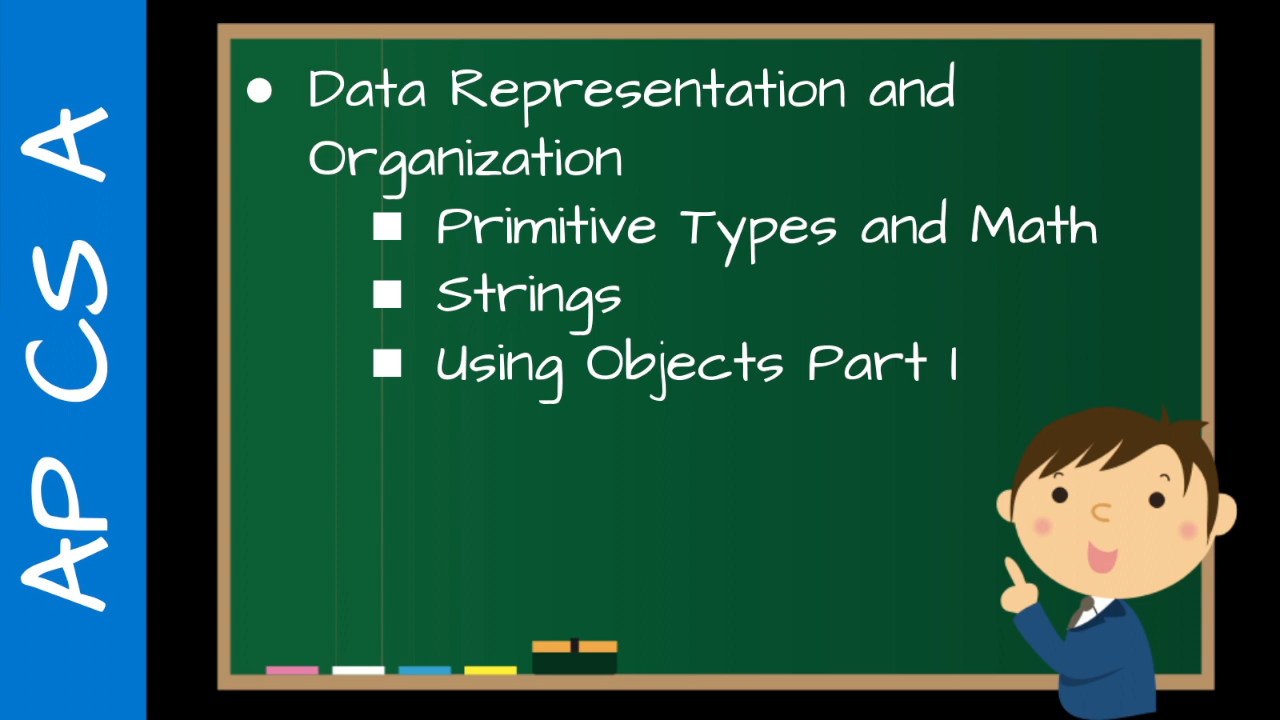 AP CS A
● Data Representation and
Organization
■ Primitive Types and Math
■ Strings
■ Using Objects Part 1